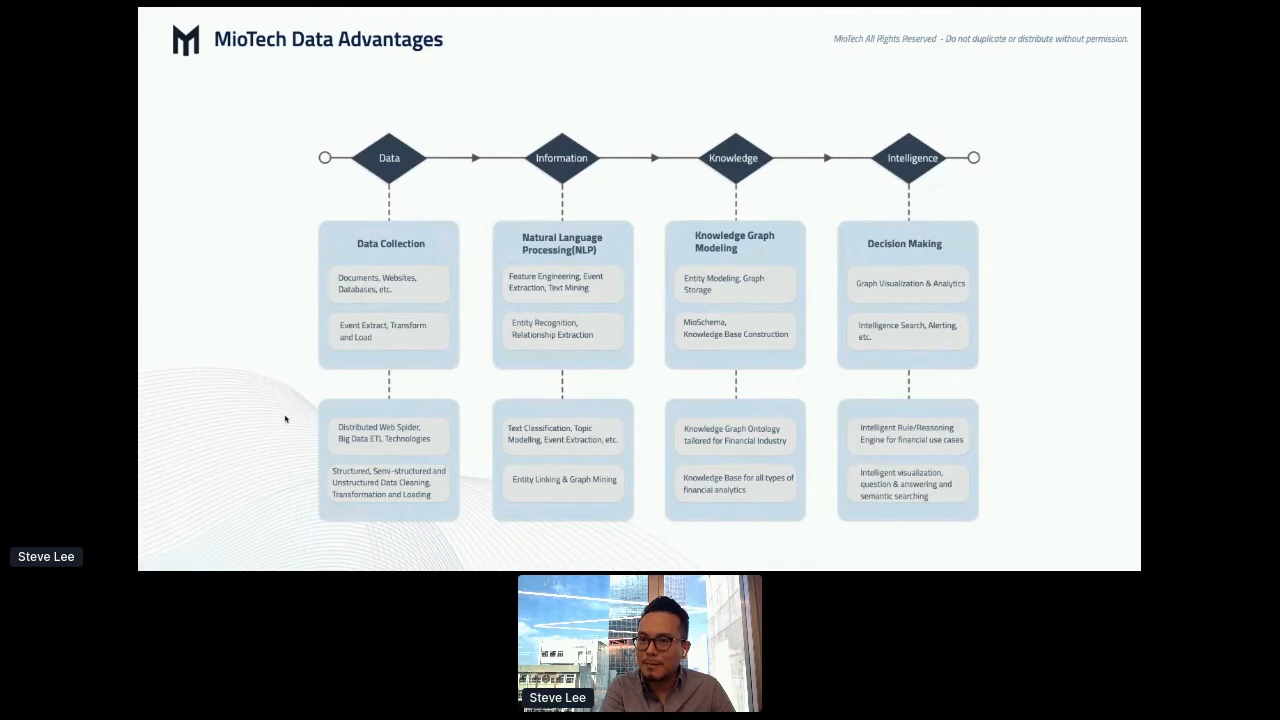 MioTech Data Advantages
MioTech All Rights Reserved - Do not duplicate or distribute without permission.
Data
Information
Knowledge
Intelligence
Data Collection
Documents, Websites,
Databases, etc.
Event Extract, Transform
and Load
Natural Language
Processing(NLP)
Feature Engineering, Event
Extraction, Text Mining
Entity Recognition,
Relationship Extraction
Knowledge Graph
Modeling
Entity Modeling, Graph
Storage
MioSchema,
Knowledge Base Construction
Decision Making
Graph Visualization & Analytics
Intelligence Search, Alerting,
etc.
Distributed Web Spider,
Big Data ETL Technologies
Structured, Semi-structured and
Unstructured Data Cleaning,
Transformation and Loading
Text Classification, Topic
Modelling, Event Extraction, etc.
Entity Linking & Graph Mining
Knowledge Graph Ontology
tailored for Financial Industry
Knowledge Base for all types of
financial analytics
Intelligent Rule/Reasoning
Engine for financial use cases
Intelligent visualization,
question & answering and
semantic searching
Steve Lee
Steve Lee